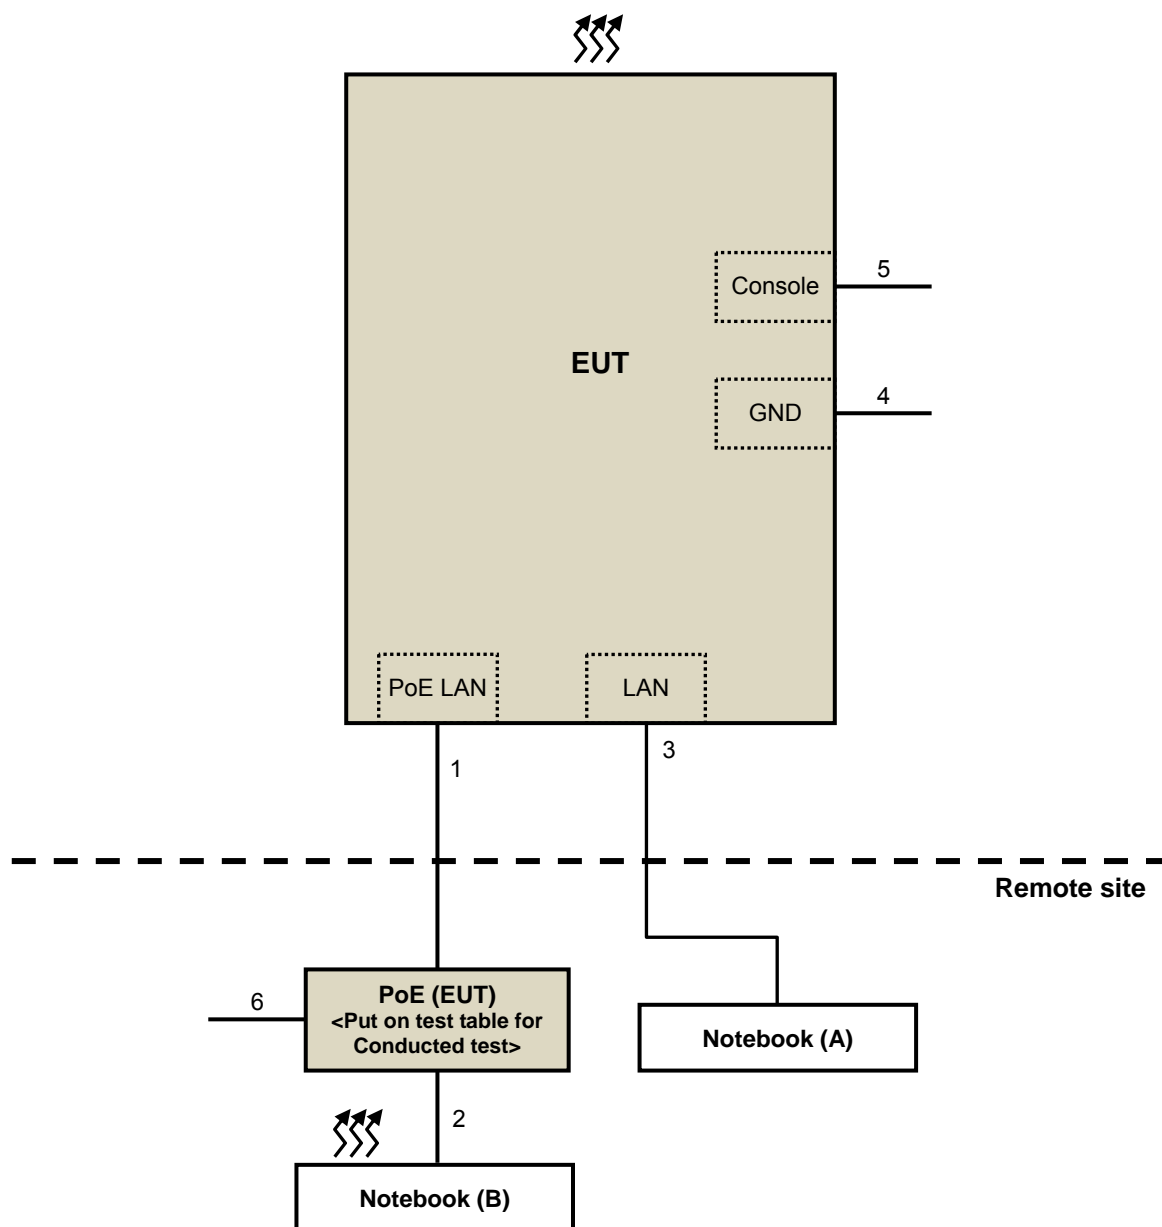 Console
5
EUT
GND
4
PoE LAN
LAN
1
3
Remote site
6
PoE (EUT)
<Put on test table for
Conducted test>
Notebook (A)
2
Notebook (B)